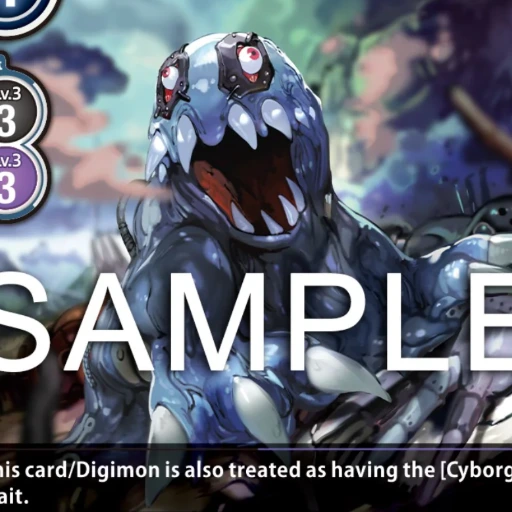 Lv.3
3
Lv.3
3
SAMPLE
his card/Digimon is also treated as having the [Cyborg
ait.